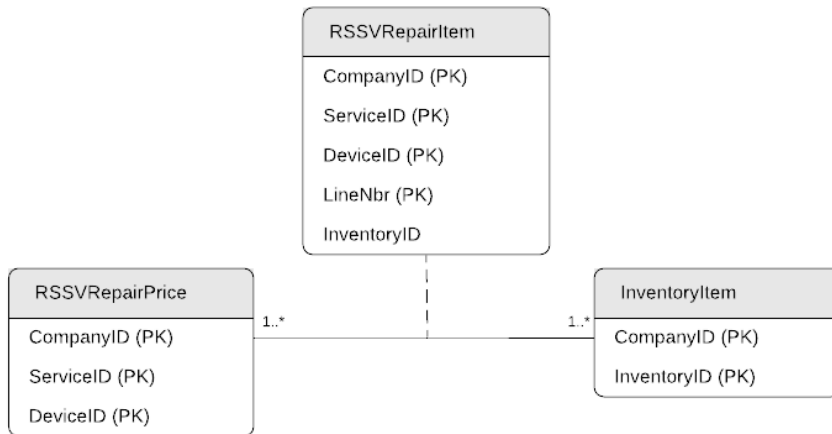 RSSVRepairItem
CompanyID (PK)
ServiceID (PK)
DeviceID (PK)
LineNbr (PK)
InventoryID
RSSVRepairPrice
CompanyID (PK)
ServiceID (PK)
DeviceID (PK)
1..*
1..*
InventoryItem
CompanyID (PK)
InventoryID (PK)